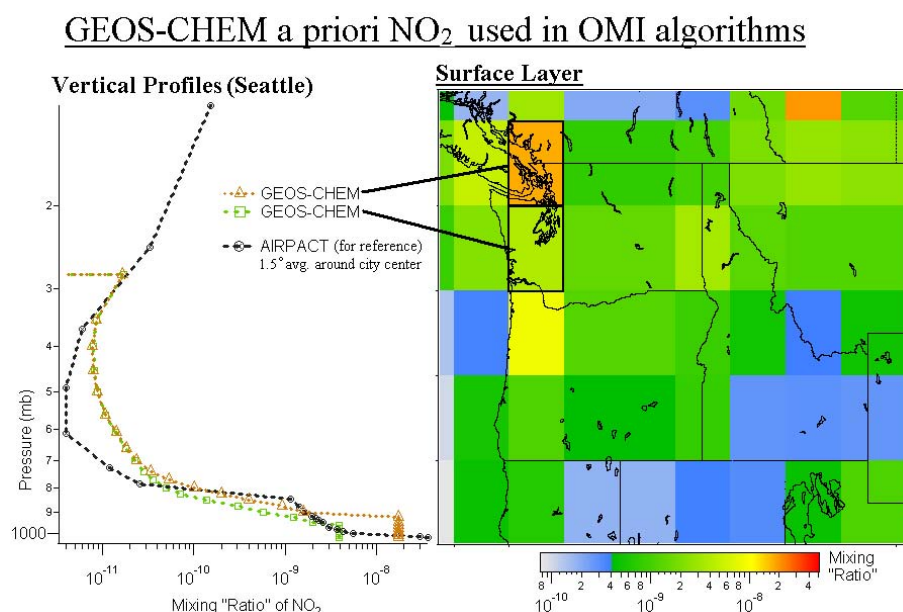 GEOS-CHEM a priori NO2 used in OMI algorithms
Vertical Profiles (Seattle)
Surface Layer
GEOS-CHEM
GEOS-CHEM
AIRPACT (for reference)
1.5° avg. around city center
Pressure (mb)
2
3
4
5
6
7
8
9
1000
10^-11
10^-10
10^-9
10^-8
Mixing "Ratio" of NO2
8
2
4
6
8
2
4
6
8
2
4
10^-10
10^-9
10^-8
Mixing
"Ratio"